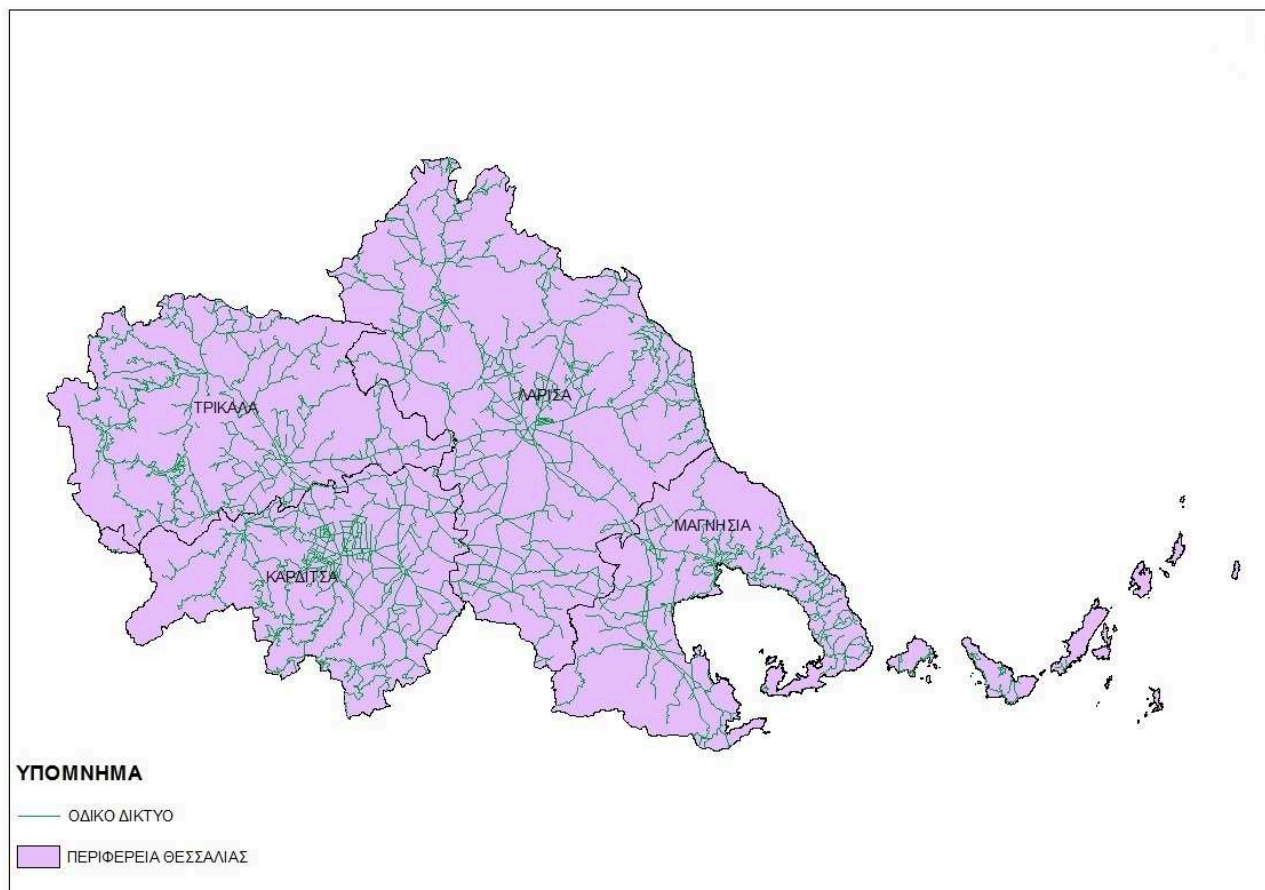 ΛΑΡΙΣΑ
ΤΡΙΚΑΛΑ
ΜΑΓΝΗΣΙΑ
ΚΑΡΔΙΤΣΑ
ΥΠΟΜΝΗΜΑ
ΟΔΙΚΟ ΔΙΚΤΥΟ
ΠΕΡΙΦΕΡΕΙΑ ΘΕΣΣΑΛΙΑΣ